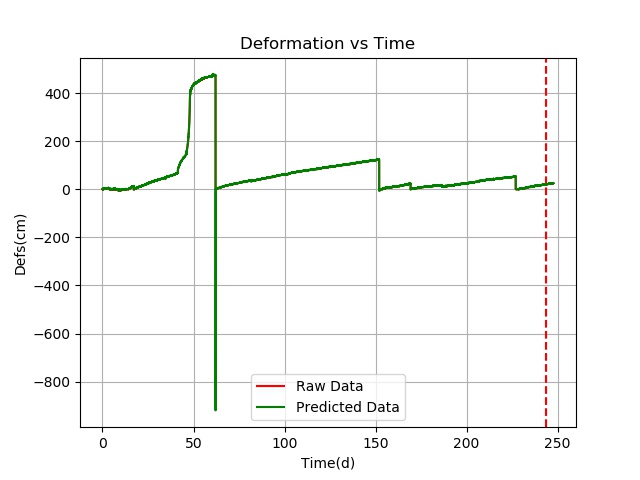 Deformation vs Time
400
200
0
−200
−400
−600
−800
Defs(cm)
Raw Data
Predicted Data
0 50 100 150 200 250
Time(d)